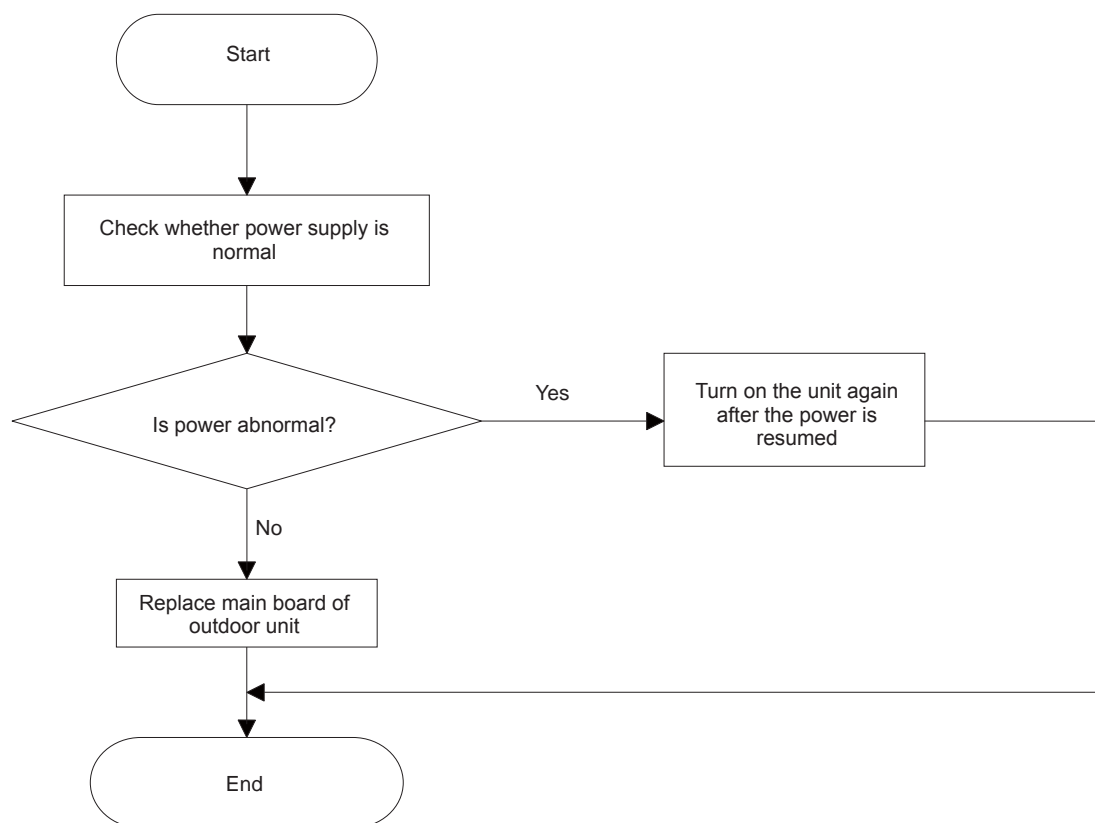 Start
Check whether power supply is
normal
Is power abnormal?
Yes
Turn on the unit again
after the power is
resumed
No
Replace main board of
outdoor unit
End